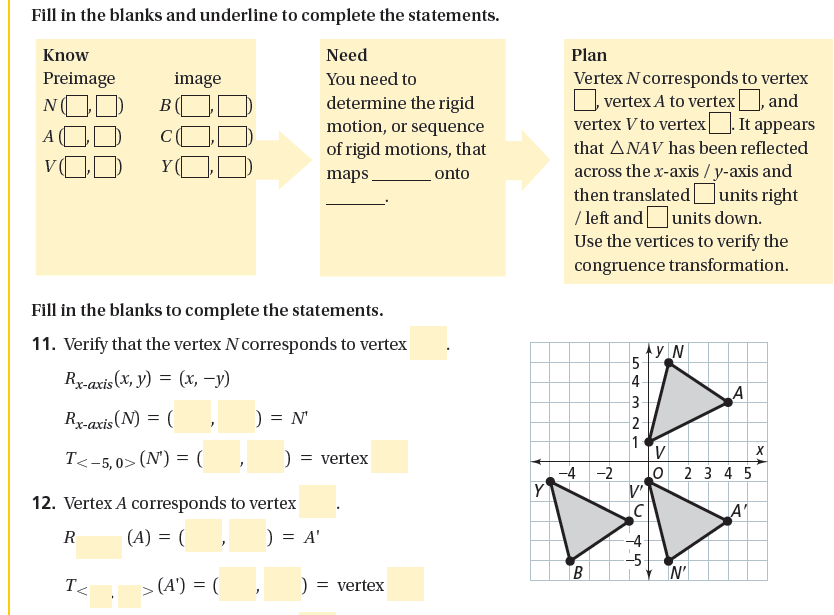 Fill in the blanks and underline to complete the statements.
Know
Preimage image
N( , ) B( , )
A( , ) C( , )
V( , ) Y( , )
Need
You need to
determine the rigid
motion, or sequence
of rigid motions, that
maps ______ onto
______.
Plan
Vertex N corresponds to vertex
□, vertex A to vertex □, and
vertex V to vertex □. It appears
that △NAV has been reflected
across the x-axis / y-axis and
then translated □ units right
/ left and □ units down.
Use the vertices to verify the
congruence transformation.
Fill in the blanks to complete the statements.
11. Verify that the vertex N corresponds to vertex .
Rx-axis(x, y) = (x, −y)
Rx-axis(N) = ( , ) = N'
T<−5, 0> (N') = ( , ) = vertex
12. Vertex A corresponds to vertex .
R (A) = ( , ) = A'
T< , > (A') = ( , ) = vertex
y N
5
4
A
3
2
1
V
x
−4 −2 O 2 3 4 5
Y V'
C A'
−4
−5
B N'